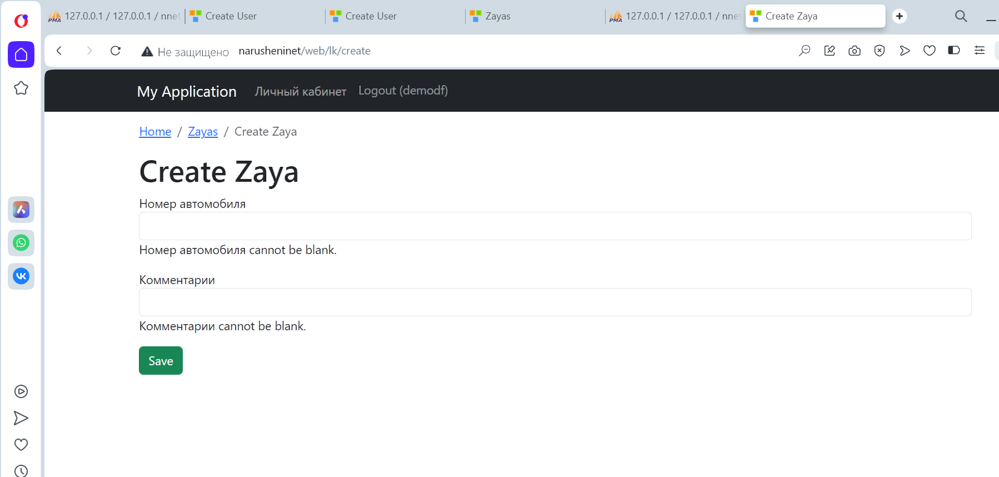 127.0.0.1 / 127.0.0.1 / nnet
Create User
Create User
Zayas
127.0.0.1 / 127.0.0.1 / nnet
Create Zaya
Не защищено narusheninet/web/lk/create
My Application Личный кабинет Logout (demodf)
Home / Zayas / Create Zaya
Create Zaya
Номер автомобиля
Номер автомобиля cannot be blank.
Комментарии
Комментарии cannot be blank.
Save